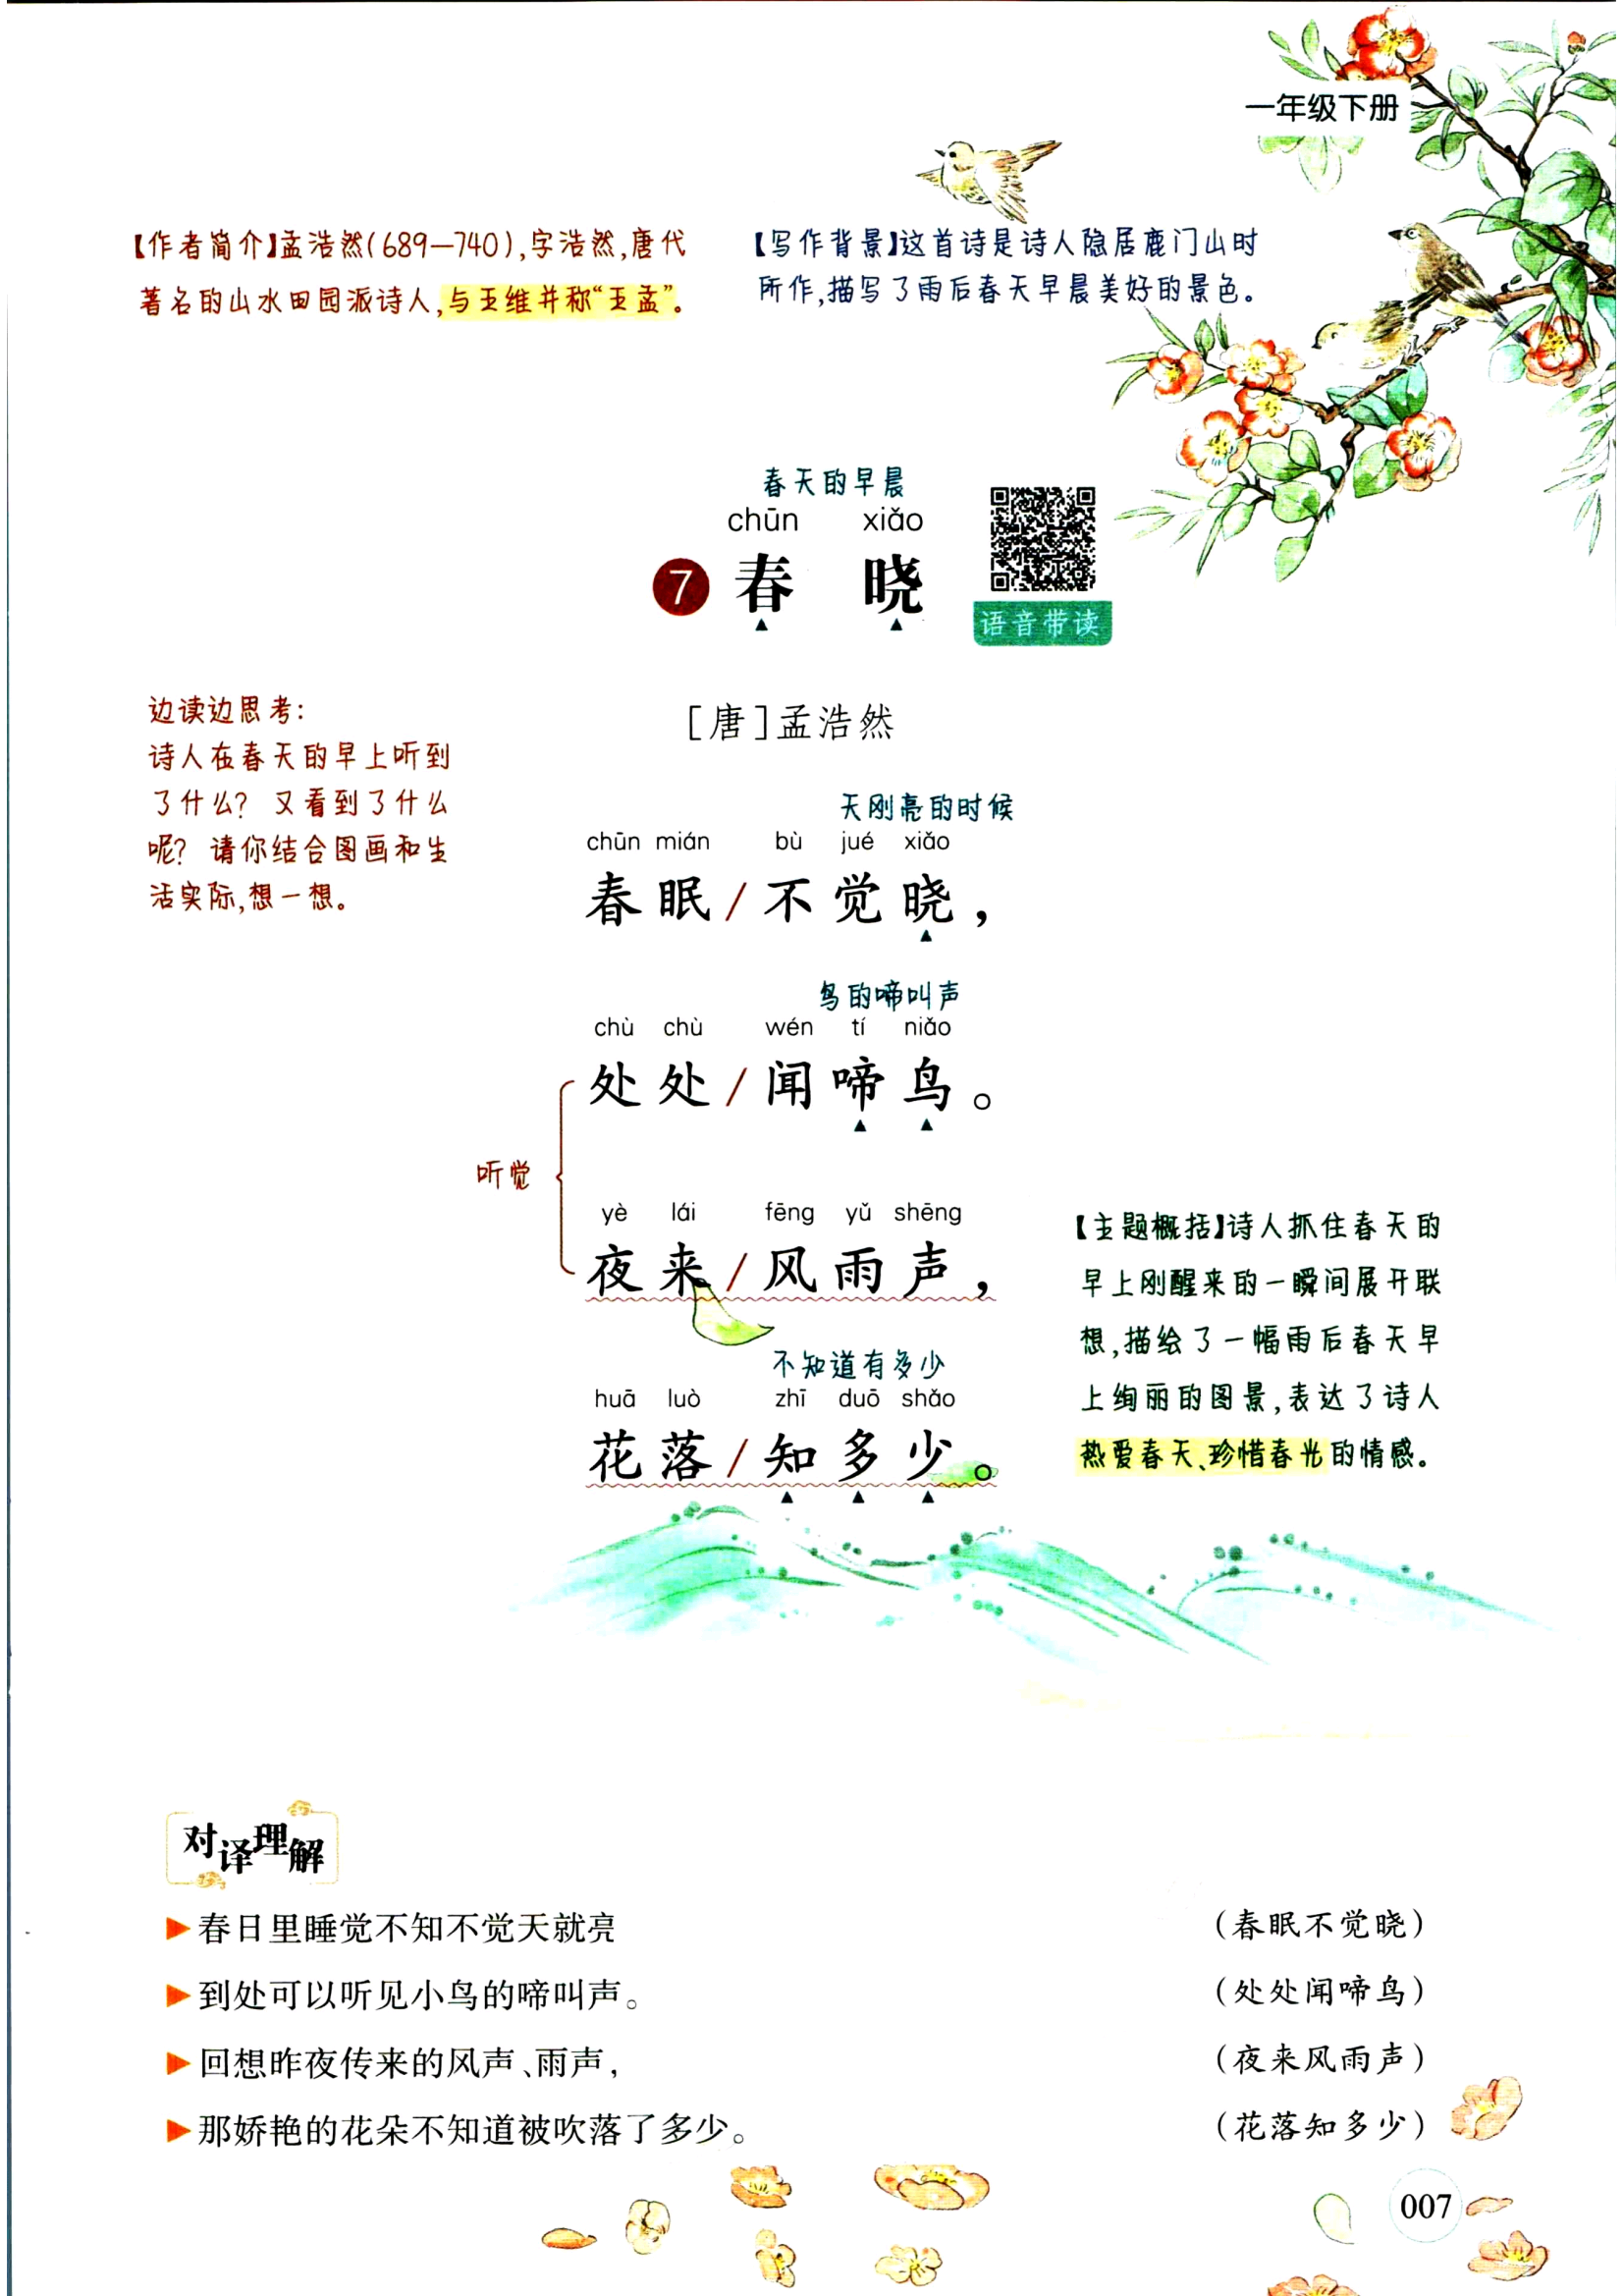 一年级下册
【作者简介】孟浩然(689—740),字浩然,唐代
著名的山水田园派诗人,与王维并称“王孟”。
【写作背景】这首诗是诗人隐居鹿门山时
所作,描写了雨后春天早晨美好的景色。
春天的早晨
chūn xiǎo
7 春 晓
语音带读
[唐]孟浩然
边读边思考:
诗人在春天的早上听到
了什么? 又看到了什么
呢? 请你结合图画和生
活实际,想一想。
天刚亮的时候
chūn mián bù jué xiǎo
春眠/不觉晓,
鸟的啼叫声
chù chù wén tí niǎo
处处/闻啼鸟。
听觉
yè lái fēng yǔ shēng
夜来/风雨声,
不知道有多少
huā luò zhī duō shǎo
花落/知多少。
【主题概括】诗人抓住春天的
早上刚醒来的一瞬间展开联
想,描绘了一幅雨后春天早
上绚丽的图景,表达了诗人
热爱春天、珍惜春光的情感。
对译理解
▶春日里睡觉不知不觉天就亮 (春眠不觉晓)
▶到处可以听见小鸟的啼叫声。 (处处闻啼鸟)
▶回想昨夜传来的风声、雨声, (夜来风雨声)
▶那娇艳的花朵不知道被吹落了多少。 (花落知多少)
007